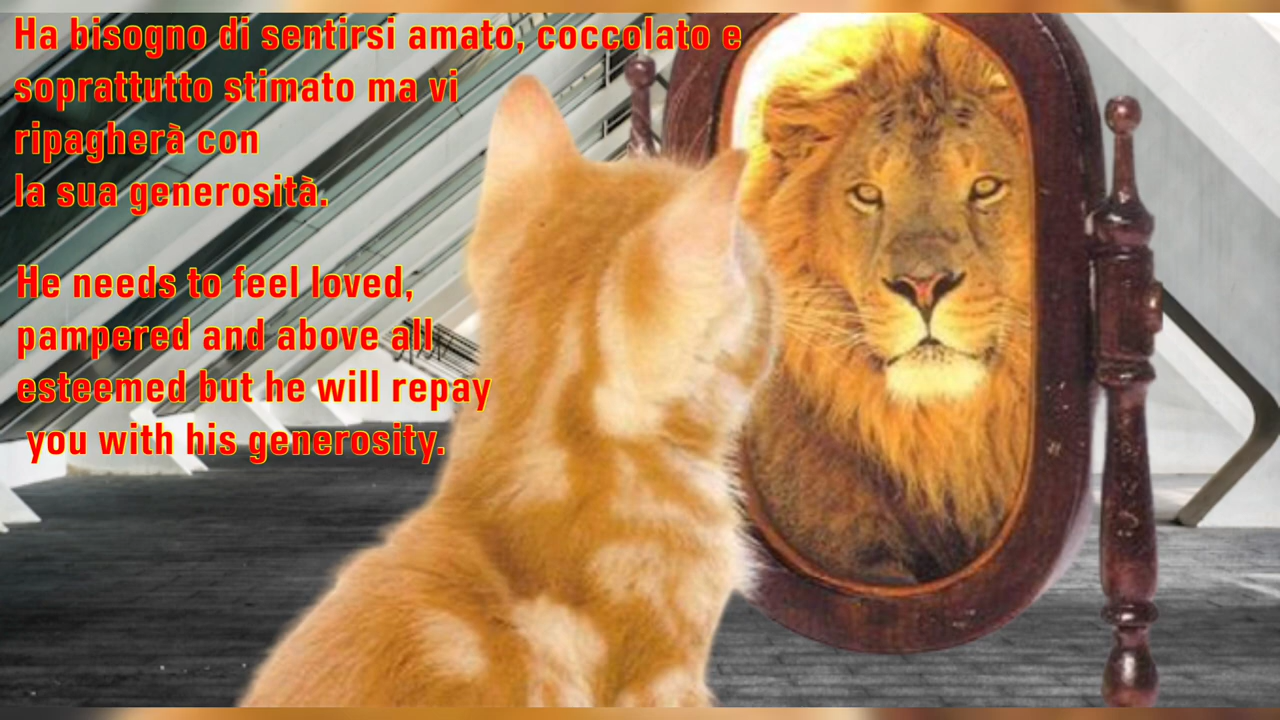 Ha bisogno di sentirsi amato, coccolato e
soprattutto stimato ma vi
ripagherà con
la sua generosità.
He needs to feel loved,
pampered and above all
esteemed but he will repay
you with his generosity.